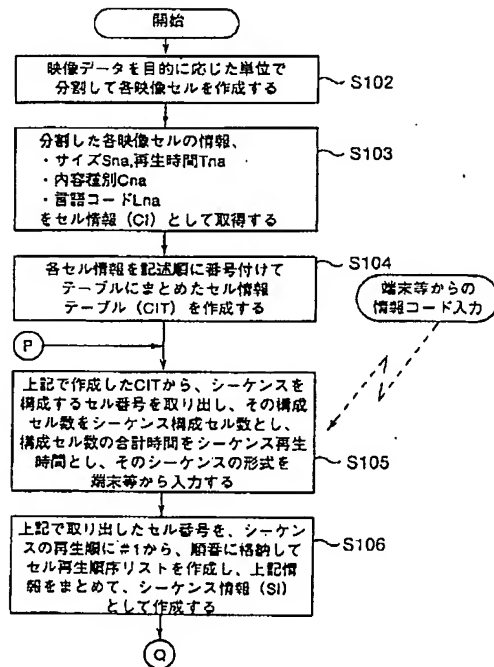 開始
映像データを目的に応じた単位で
分割して各映像セルを作成する
S102
分割した各映像セルの情報、
・サイズSna,再生時間Tna
・内容種別Cna
・言語コードLna
をセル情報（CI）として取得する
S103
各セル情報を記述順に番号付けて
テーブルにまとめたセル情報
テーブル（CIT）を作成する
S104
端末等からの
情報コード入力
P
上記で作成したCITから、シーケンスを
構成するセル番号を取り出し、その構成
セル数をシーケンス構成セル数とし、
構成セル数の合計時間をシーケンス再生
時間とし、そのシーケンスの形式を
端末等から入力する
S105
上記で取り出したセル番号を、シーケン
スの再生順に#1から、順番に格納して
セル再生順序リストを作成し、上記情
報をまとめて、シーケンス情報（SI）
として作成する
S106
Q